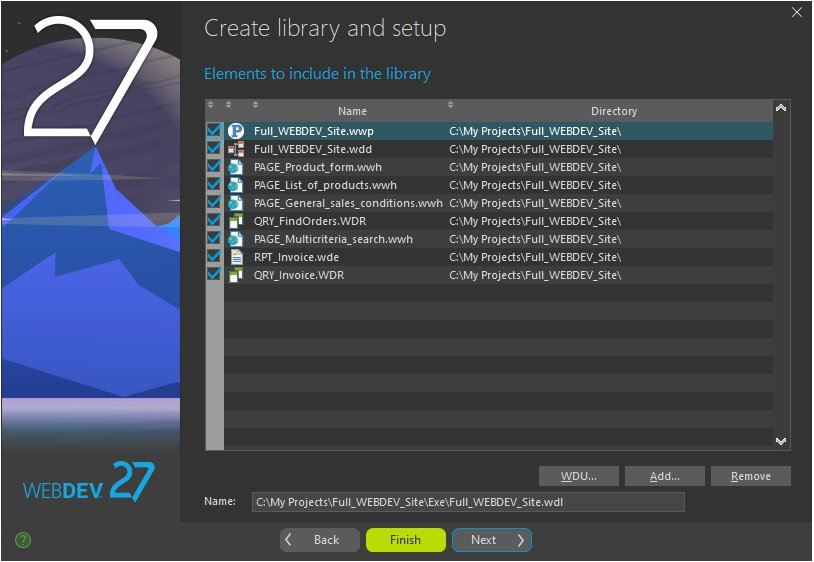 27
Create library and setup
Elements to include in the library
Name Directory
Full_WEBDEV_Site.wwp C:\My Projects\Full_WEBDEV_Site\
Full_WEBDEV_Site.wdd C:\My Projects\Full_WEBDEV_Site\
PAGE_Product_form.wwh C:\My Projects\Full_WEBDEV_Site\
PAGE_List_of_products.wwh C:\My Projects\Full_WEBDEV_Site\
PAGE_General_sales_conditions.wwh C:\My Projects\Full_WEBDEV_Site\
QRY_FindOrders.WDR C:\My Projects\Full_WEBDEV_Site\
PAGE_Multicriteria_search.wwh C:\My Projects\Full_WEBDEV_Site\
RPT_Invoice.wde C:\My Projects\Full_WEBDEV_Site\
QRY_Invoice.WDR C:\My Projects\Full_WEBDEV_Site\
WDU... Add... Remove
WEBDEV 27
Name: C:\My Projects\Full_WEBDEV_Site\Exe\Full_WEBDEV_Site.wdl
? Back Finish Next